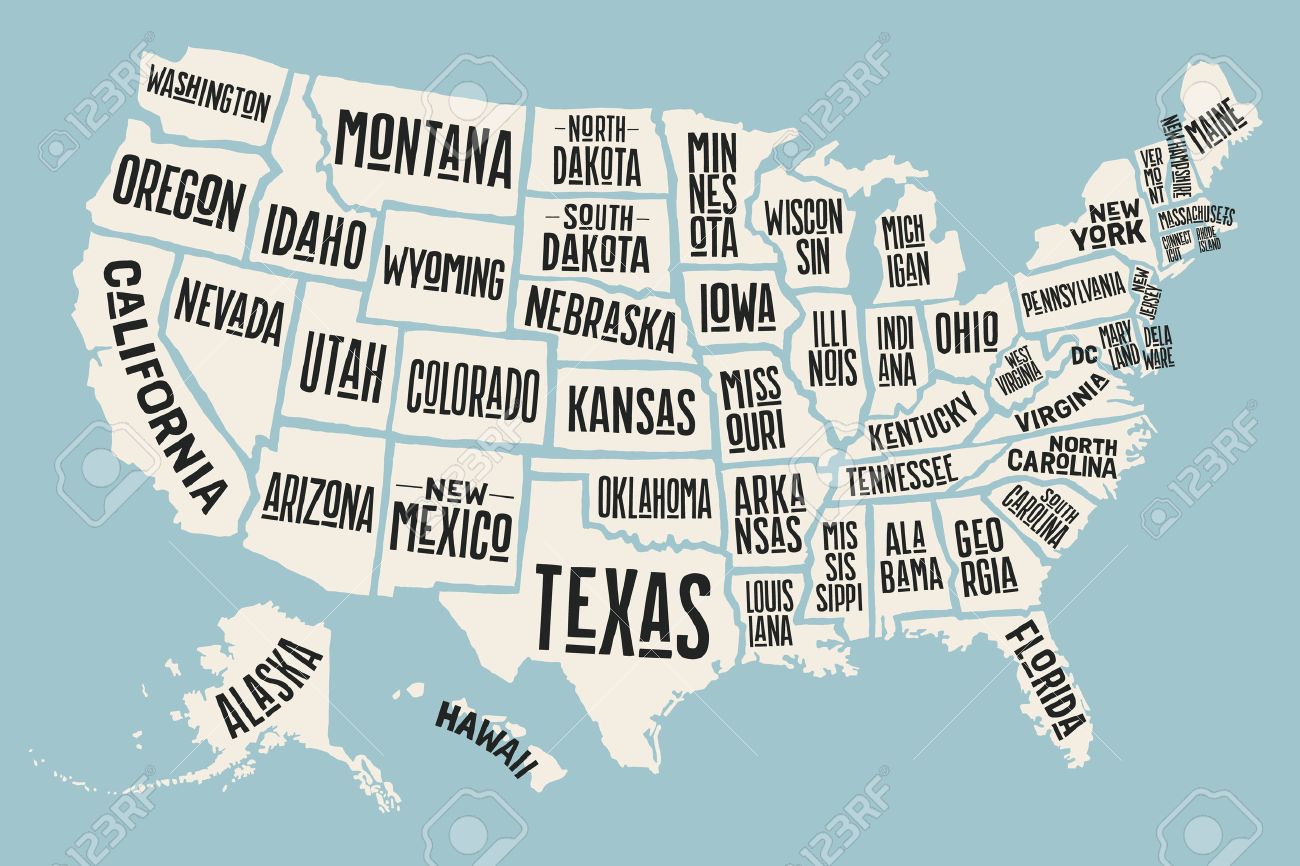 WASHINGTON
MONTANA
NORTH
DAKOTA
MIN
NES
OTA
MAINE
NEW HAMPSHIRE
VER
MO
NT
OREGON
IDAHO
SOUTH
DAKOTA
WISCON
SIN
MICH
IGAN
NEW
YORK
MASSACHUSETS
CONNECT
ICUT
RHODE
ISLAND
WYOMING
CALIFORNIA
NEVADA
NEBRASKA
IOWA
ILLI
NOIS
INDI
ANA
OHIO
PENNSYLVANIA
NEW
JERSEY
UTAH
COLORADO
KANSAS
MISS
OURI
WEST
VIRGINIA
DC
MARY
LAND
DELA
WARE
KENTUCKY
VIRGINIA
ARIZONA
NEW
MEXICO
OKLAHOMA
ARKA
NSAS
TENNESSEE
NORTH
CAROLINA
SOUTH
CAROLINA
TEXAS
LOUIS
IANA
MIS
SIS
SIPPI
ALA
BAMA
GEO
RGIA
FLORIDA
ALASKA
HAWAII
123RF
123RF
123RF
123RF
123RF
123RF
123RF
123RF
123RF
123RF
123RF
123RF